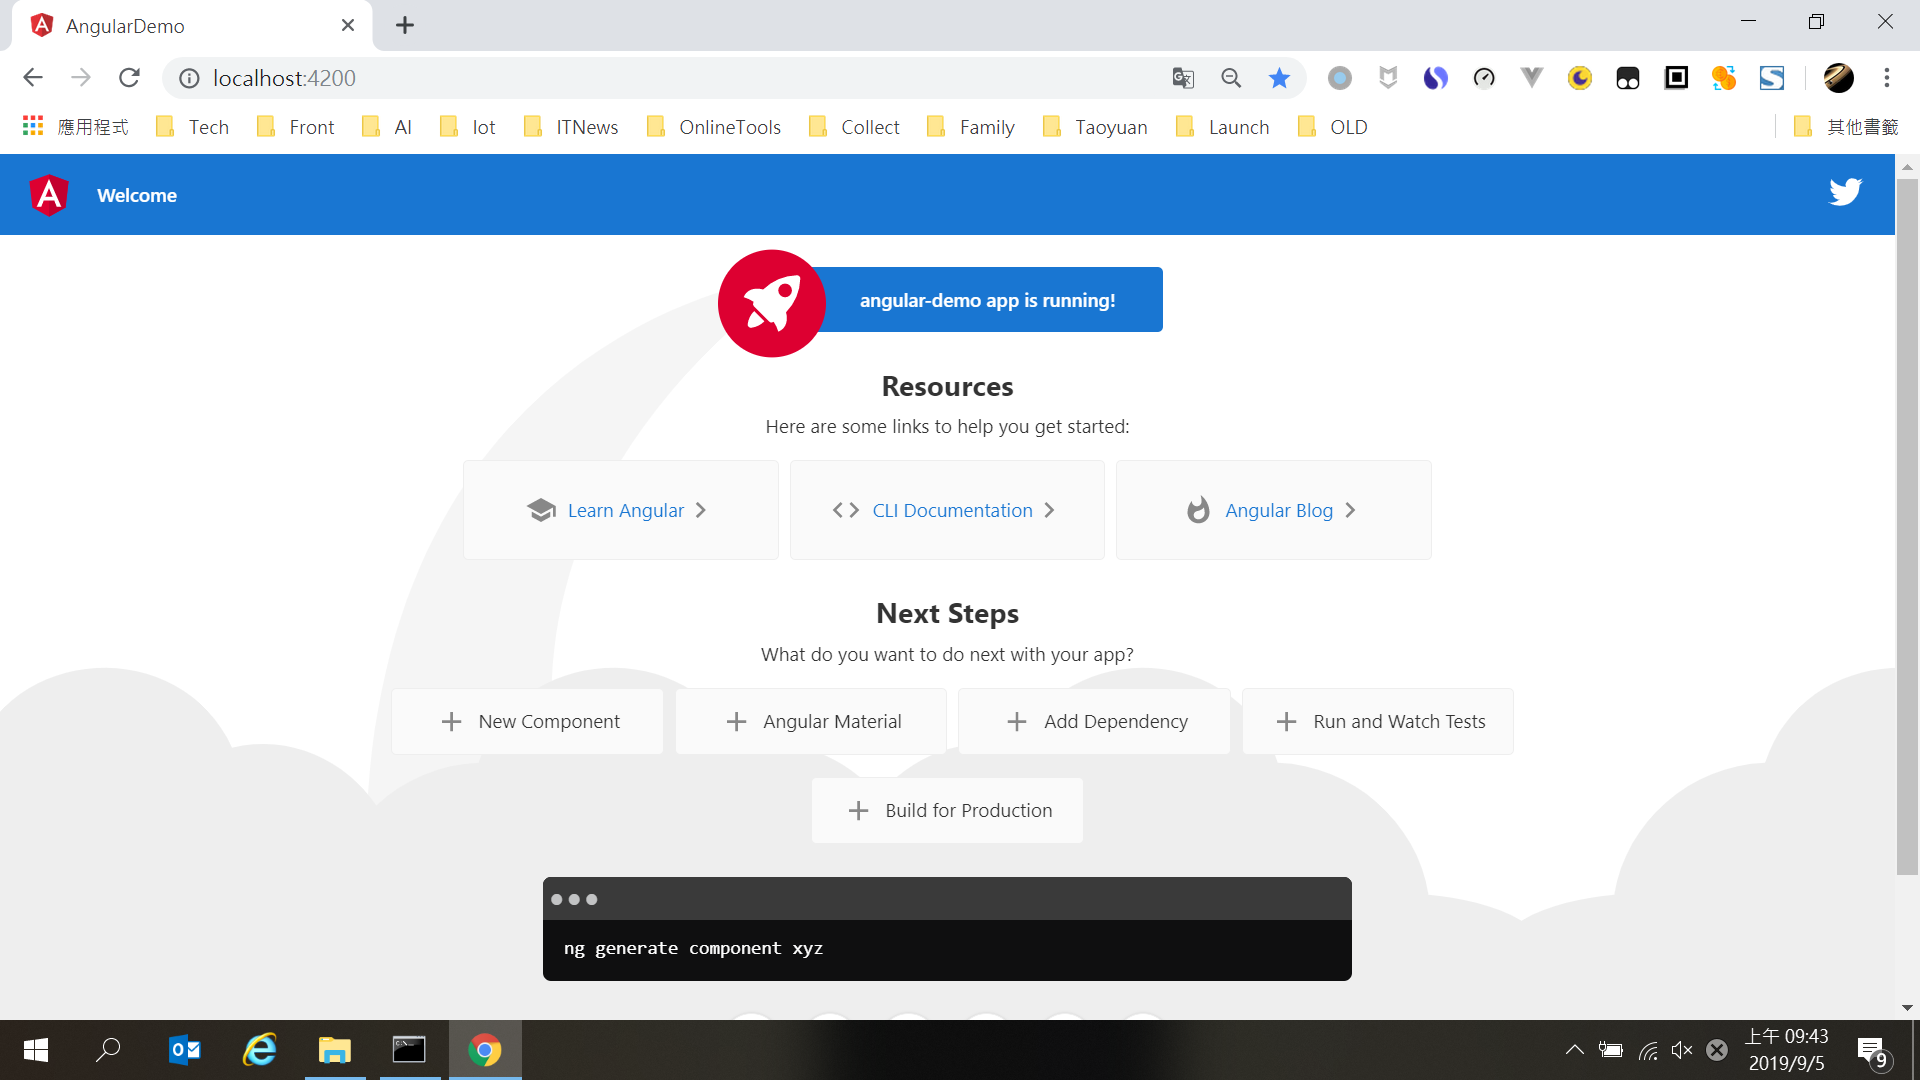 AngularDemo
localhost:4200
應用程式 Tech Front AI Iot ITNews OnlineTools Collect Family Taoyuan Launch OLD 其他書籤
Welcome
angular-demo app is running!
Resources
Here are some links to help you get started:
Learn Angular CLI Documentation Angular Blog
Next Steps
What do you want to do next with your app?
New Component Angular Material Add Dependency Run and Watch Tests
Build for Production
ng generate component xyz
上午 09:43
2019/9/5
9